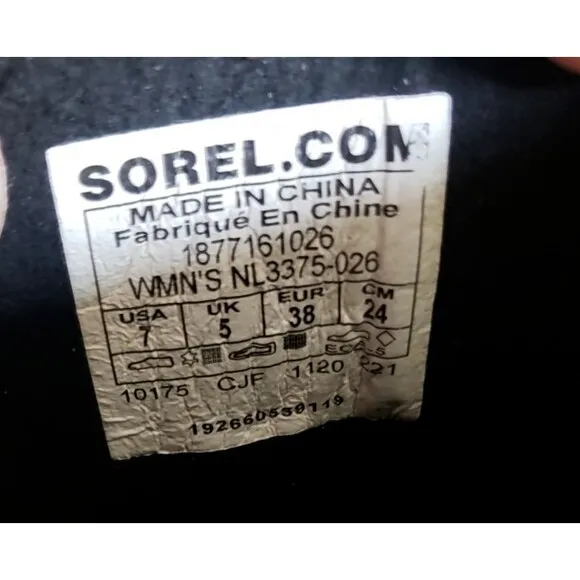 SOREL.COM
MADE IN CHINA
Fabriqué En Chine
1877161026
WMN'S NL3375-026
USA UK EUR CM
7 5 38 24
10175 CJF 1120 21